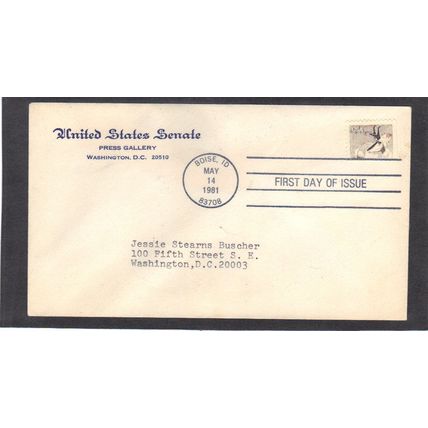 United States Senate
PRESS GALLERY
WASHINGTON, D.C. 20510
BOISE, ID
MAY
14
1981
83708
FIRST DAY OF ISSUE
Jessie Stearns Buscher
100 Fifth Street S. E.
Washington,D.C.20003